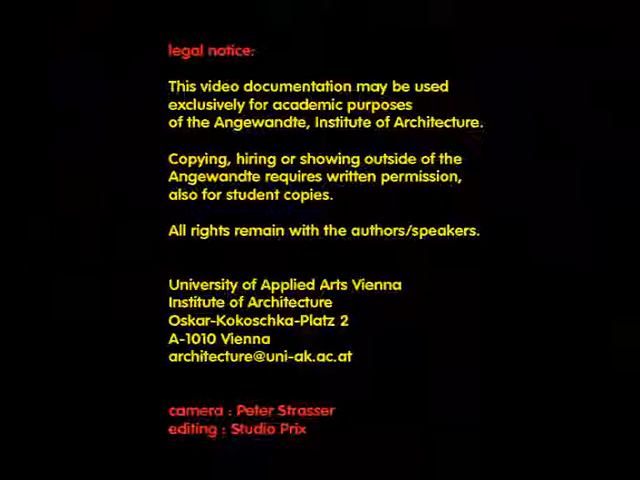 legal notice:
This video documentation may be used
exclusively for academic purposes
of the Angewandte, Institute of Architecture.
Copying, hiring or showing outside of the
Angewandte requires written permission,
also for student copies.
All rights remain with the authors/speakers.
University of Applied Arts Vienna
Institute of Architecture
Oskar-Kokoschka-Platz 2
A-1010 Vienna
architecture@uni-ak.ac.at
camera : Peter Strasser
editing : Studio Prix